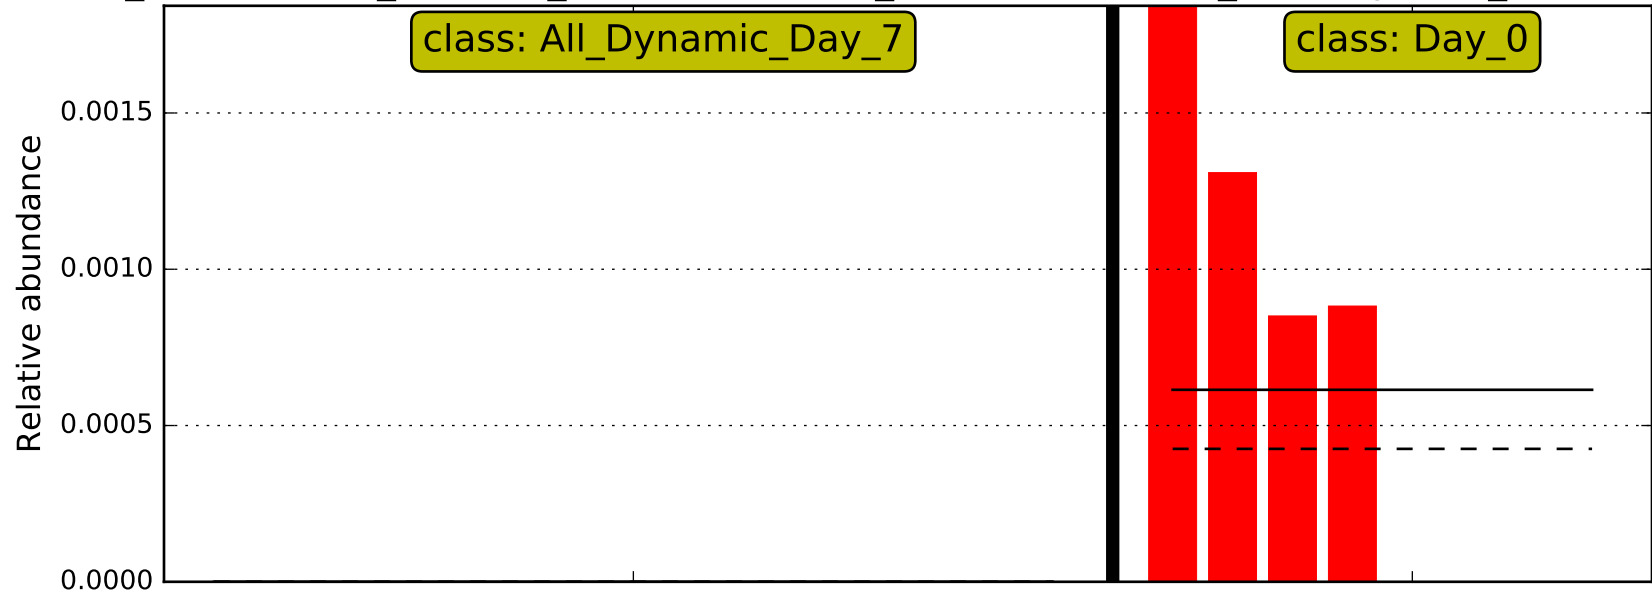 class: All_Dynamic_Day_7
class: Day_0
0.0015
0.0010
0.0005
0.0000
Relative abundance